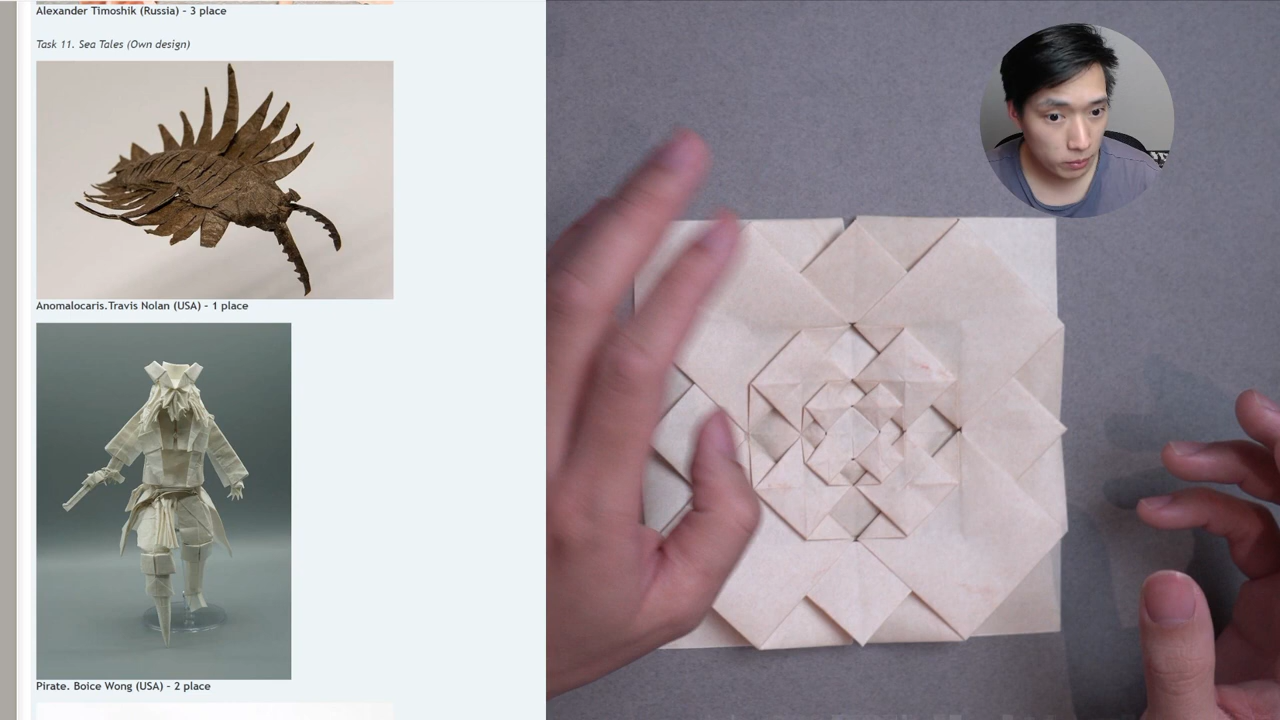 Alexander Timoshik (Russia) – 3 place
Task 11. Sea Tales (Own design)
Anomalocaris.Travis Nolan (USA) – 1 place
Pirate. Boice Wong (USA) – 2 place